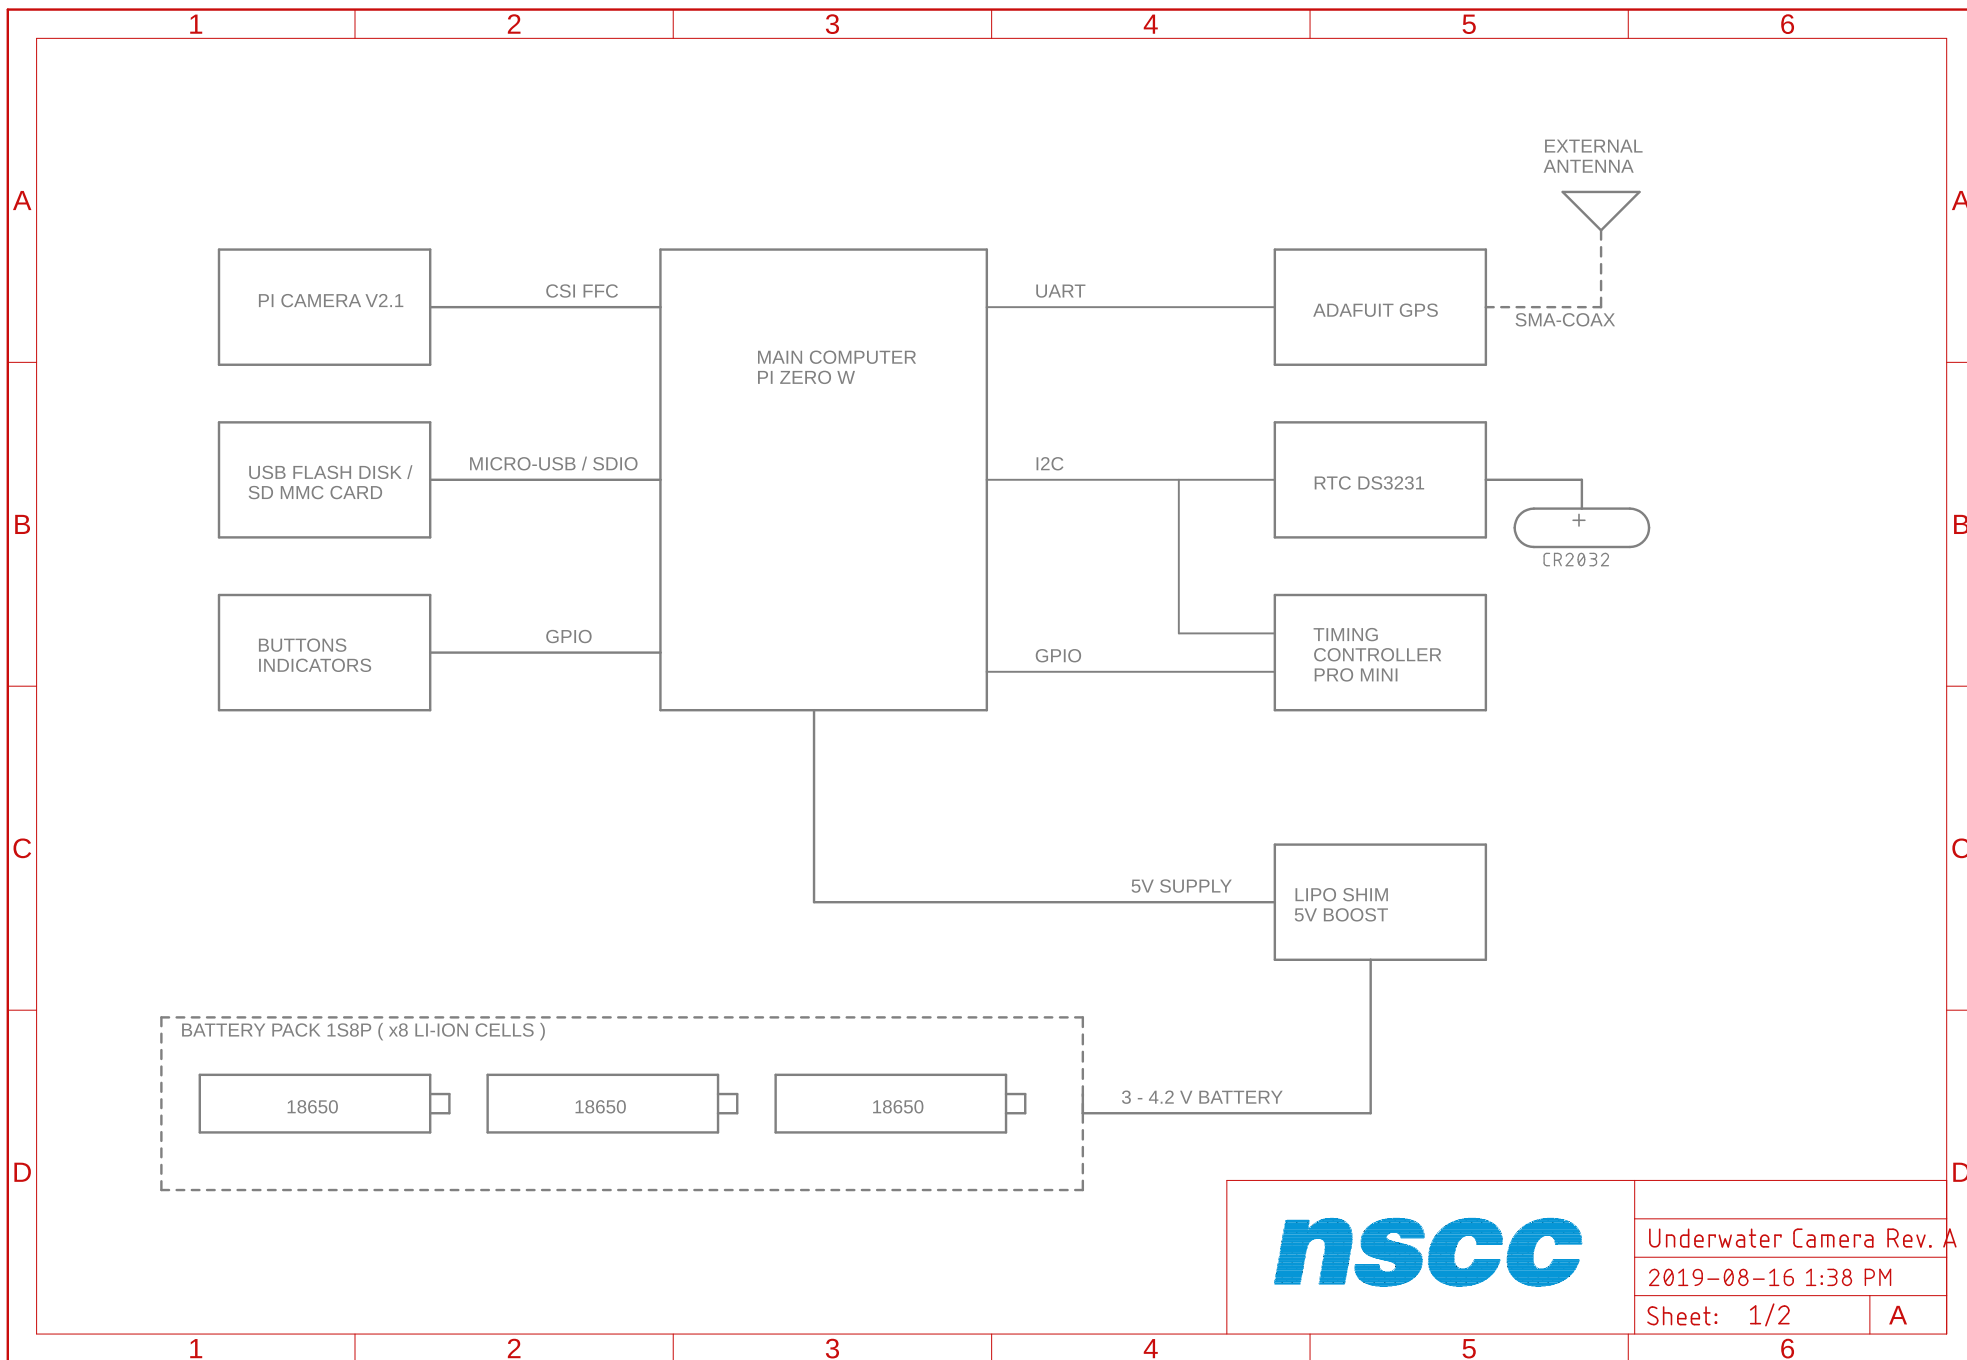 1 2 3 4 5 6
EXTERNAL
ANTENNA
A A
PI CAMERA V2.1
CSI FFC
MAIN COMPUTER
PI ZERO W
UART
ADAFUIT GPS
SMA-COAX
USB FLASH DISK /
SD MMC CARD
MICRO-USB / SDIO
I2C
RTC DS3231
+
CR2032
B B
BUTTONS
INDICATORS
GPIO
GPIO
TIMING
CONTROLLER
PRO MINI
C C
5V SUPPLY
LIPO SHIM
5V BOOST
BATTERY PACK 1S8P ( x8 LI-ION CELLS )
18650
18650
18650
3 - 4.2 V BATTERY
D D
nscc
Underwater Camera Rev. A
2019-08-16 1:38 PM
Sheet: 1/2
A
1 2 3 4 5 6